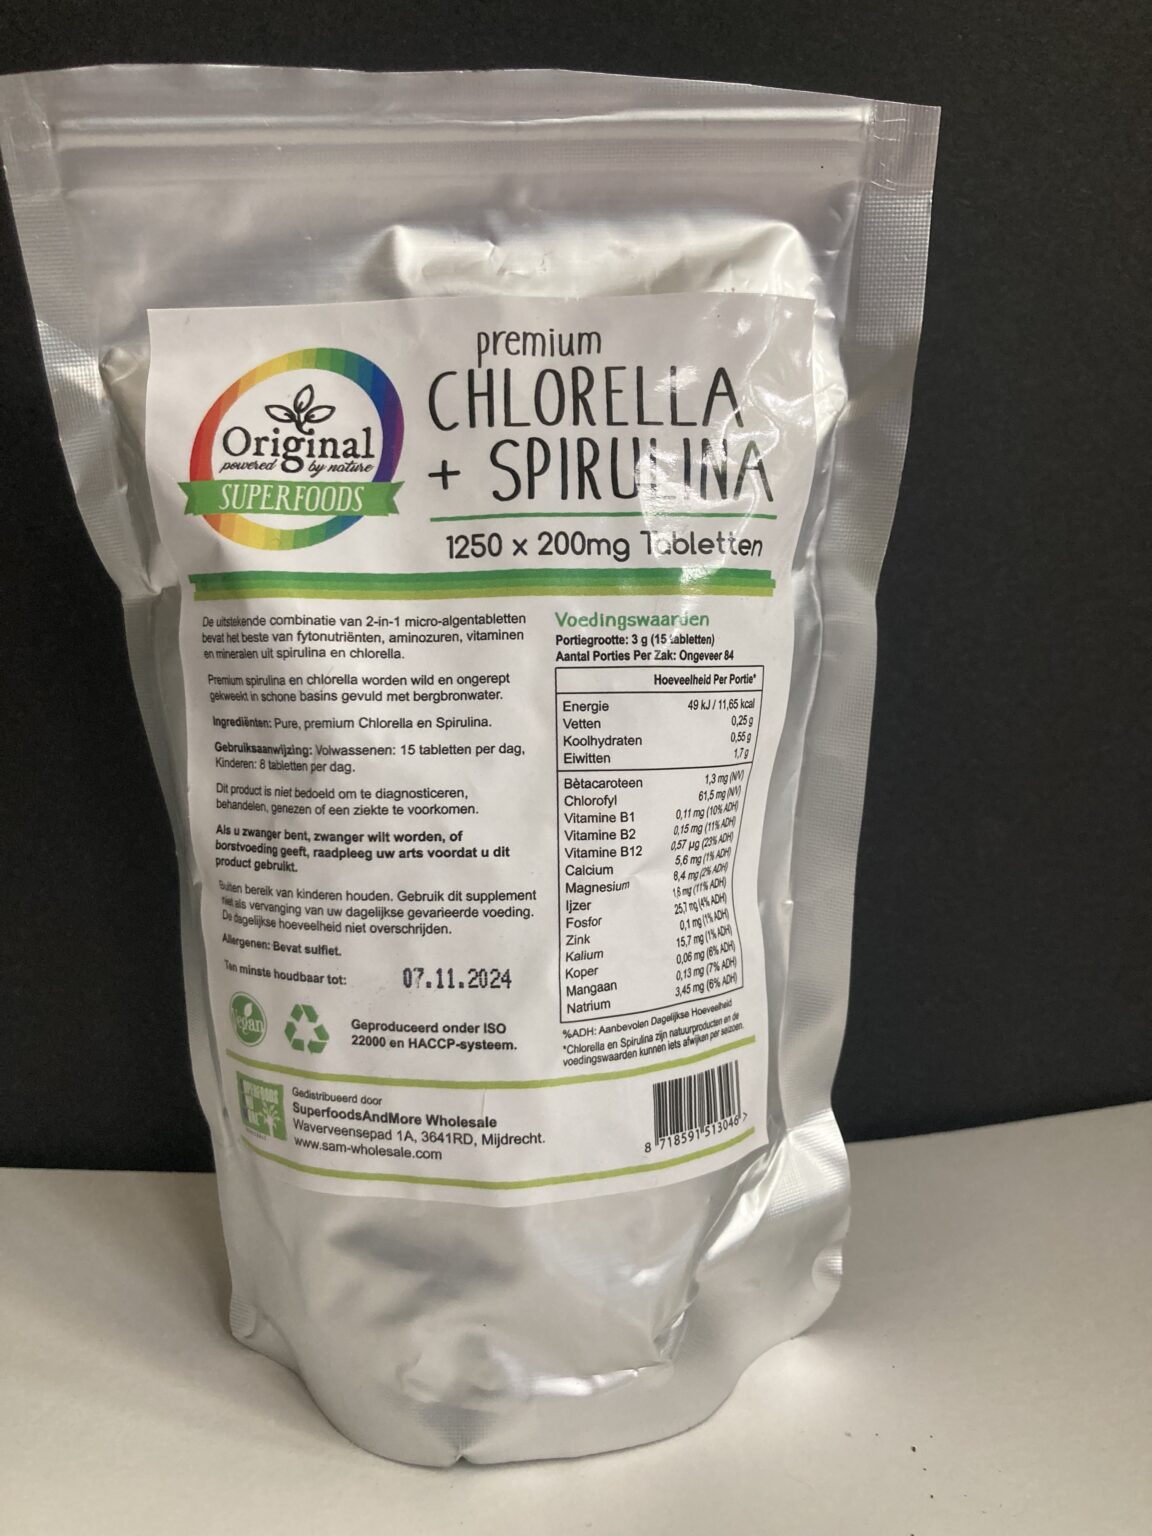 premium
CHLORELLA
+ SPIRULINA
1250 x 200mg Tabletten
Original
powered by nature
SUPERFOODS
De uitstekende combinatie van 2-in-1 micro-algentabletten
bevat het beste van fytonutriënten, aminozuren, vitaminen
en mineralen uit spirulina en chlorella.
Premium spirulina en chlorella worden wild en ongerept
gekweekt in schone basins gevuld met bergbronwater.
Ingrediënten: Pure, premium Chlorella en Spirulina.
Gebruiksaanwijzing: Volwassenen: 15 tabletten per dag,
Kinderen: 8 tabletten per dag.
Dit product is niet bedoeld om te diagnosticeren,
behandelen, genezen of een ziekte te voorkomen.
Als u zwanger bent, zwanger wilt worden, of
borstvoeding geeft, raadpleeg uw arts voordat u dit
product gebruikt.
Buiten bereik van kinderen houden. Gebruik dit supplement
niet als vervanging van uw dagelijkse gevarieerde voeding.
De dagelijkse hoeveelheid niet overschrijden.
Allergenen: Bevat sulfiet.
Ten minste houdbaar tot: 07.11.2024
Vegan
Geproduceerd onder ISO
22000 en HACCP-systeem.
Voedingswaarden
Portiegrootte: 3 g (15 tabletten)
Aantal Porties Per Zak: Ongeveer 84
Hoeveelheid Per Portie*
Energie 49 kJ / 11,65 kcal
Vetten 0,25 g
Koolhydraten 0,55 g
Eiwitten 1,7 g
Bètacaroteen 1,3 mg (NV)
Chlorofyl 61,5 mg (NV)
Vitamine B1 0,11 mg (10% ADH)
Vitamine B2 0,15 mg (11% ADH)
Vitamine B12 0,57 µg (23% ADH)
Calcium 5,6 mg (1% ADH)
Magnesium 8,4 mg (2% ADH)
Ijzer 1,8 mg (11% ADH)
Fosfor 25,7 mg (4% ADH)
Zink 0,1 mg (1% ADH)
Kalium 15,7 mg (1% ADH)
Koper 0,06 mg (6% ADH)
Mangaan 0,13 mg (7% ADH)
Natrium 3,45 mg (6% ADH)
%ADH: Aanbevolen Dagelijkse Hoeveelheid
*Chlorella en Spirulina zijn natuurproducten en de
voedingswaarden kunnen iets afwijken per seizoen.
Gedistribueerd door
SuperfoodsAndMore Wholesale
Waverveensepad 1A, 3641RD, Mijdrecht.
www.sam-wholesale.com
8 718591 513046 >